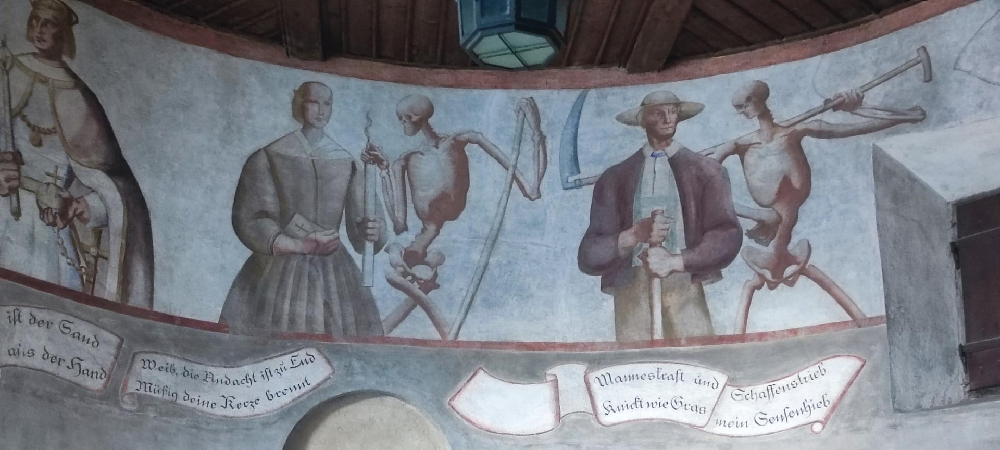 ist der Sand
aus der Hand
Weib, die Andacht ist zu End
Müßig deine Kerze brennt
Manneskraft und
Knickt wie Gras
Schaffenstrieb
mein Sensenhieb